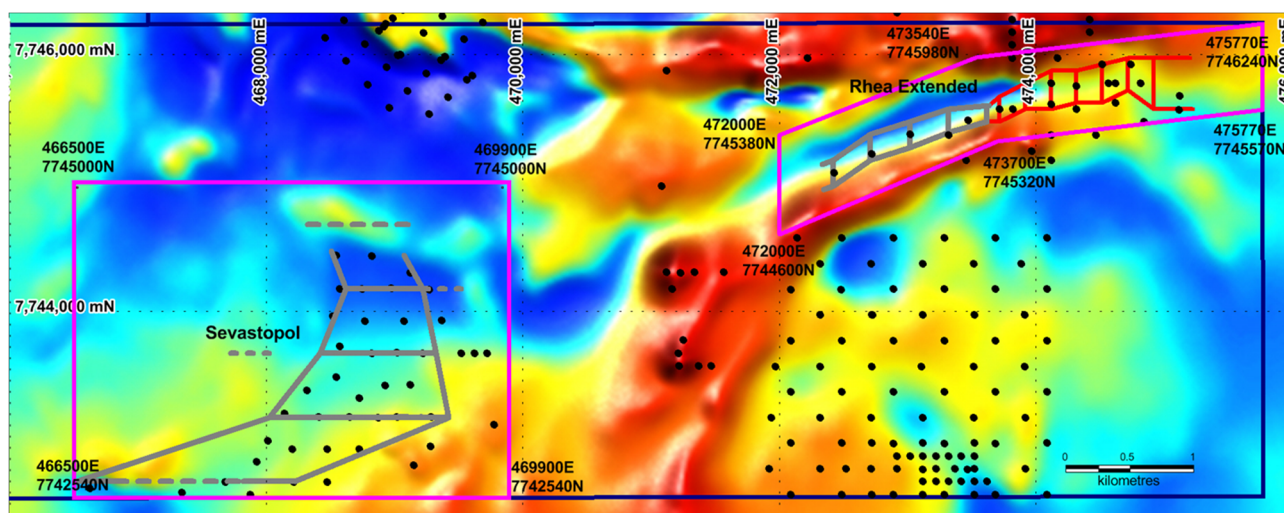 7,746,000 mN
468,000 mE
470,000 mE
472,000 mE
474,000 mE
473540E
7745980N
475770E
7746240N
Rhea Extended
466500E
7745000N
469900E
7745000N
472000E
7745380N
473700E
7745320N
475770E
7745570N
472000E
7744600N
7,744,000 mN
Sevastopol
466500E
7742540N
469900E
7742540N
0
0.5
1
kilometres